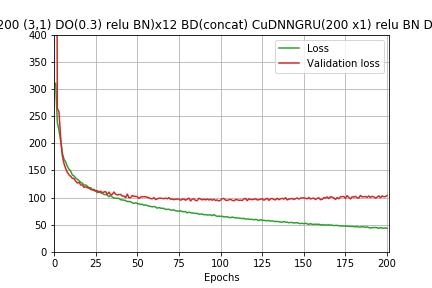 200 (3,1) DO(0.3) relu BN)x12 BD(concat) CuDNNGRU(200 x1) relu BN D
400
350
300
250
200
150
100
50
0
Loss
Validation loss
0 25 50 75 100 125 150 175 200
Epochs